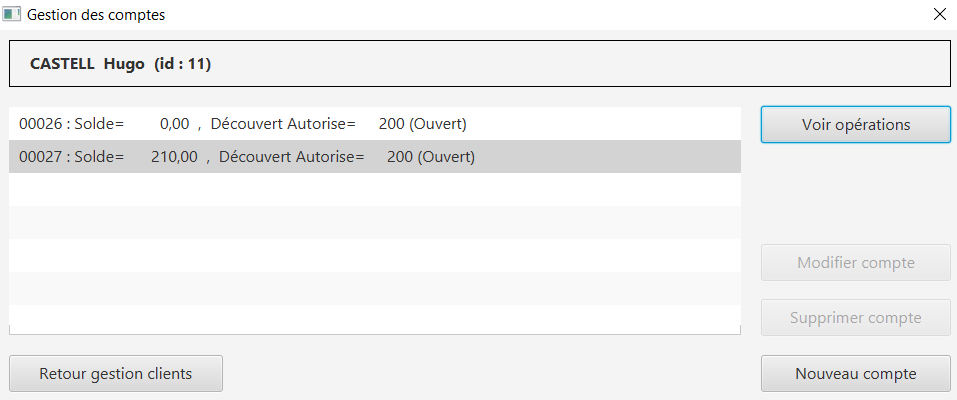 Gestion des comptes
CASTELL Hugo (id : 11)
00026 : Solde= 0,00 , Découvert Autorise= 200 (Ouvert)
00027 : Solde= 210,00 , Découvert Autorise= 200 (Ouvert)
Voir opérations
Modifier compte
Supprimer compte
Retour gestion clients
Nouveau compte